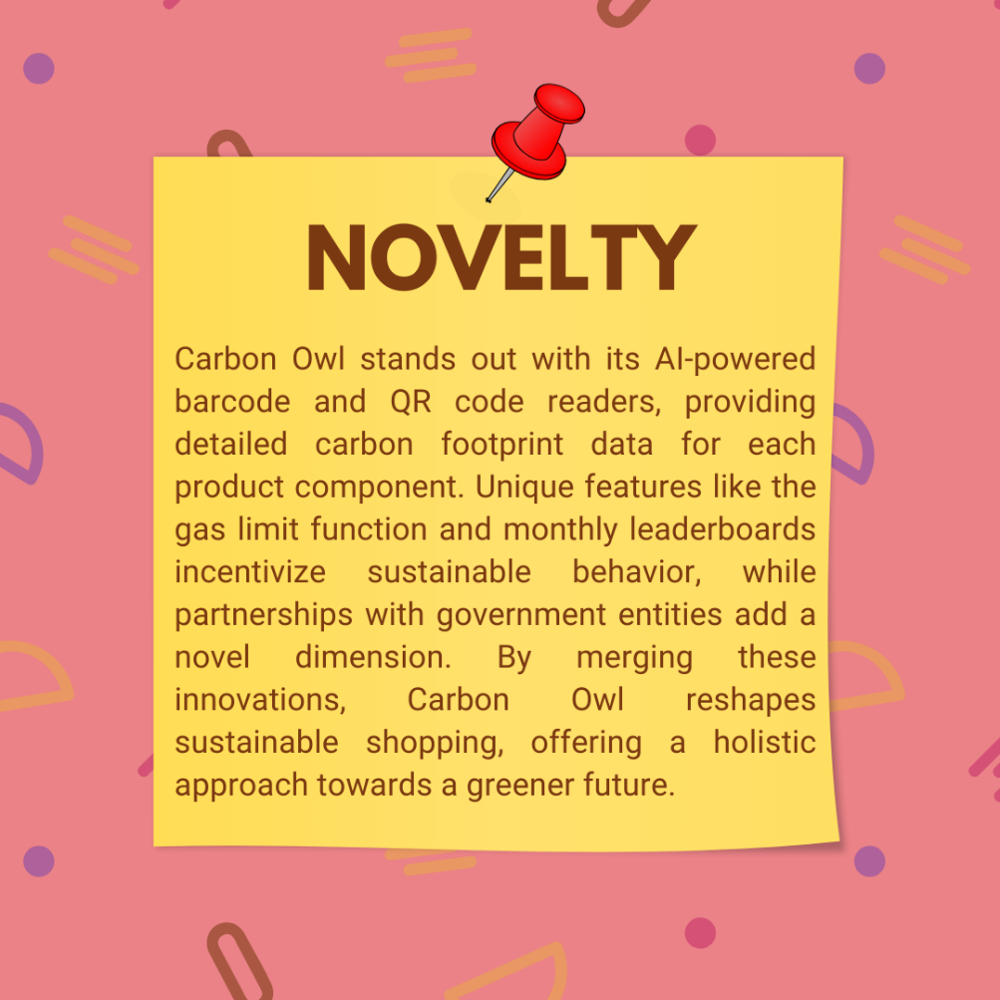 NOVELTY
Carbon Owl stands out with its AI-powered
barcode and QR code readers, providing
detailed carbon footprint data for each
product component. Unique features like the
gas limit function and monthly leaderboards
incentivize sustainable behavior, while
partnerships with government entities add a
novel dimension. By merging these
innovations, Carbon Owl reshapes
sustainable shopping, offering a holistic
approach towards a greener future.